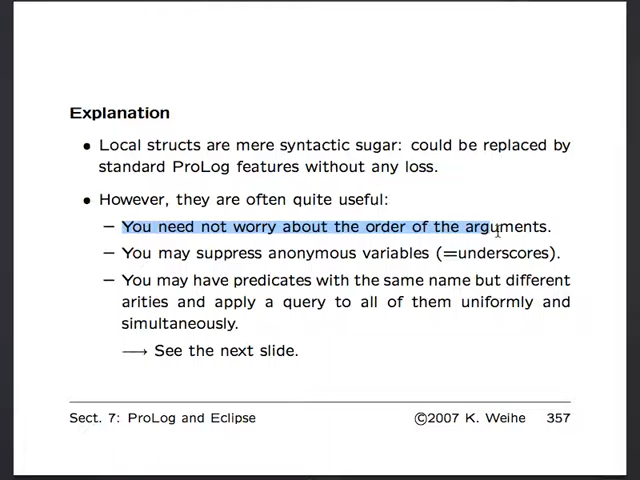 Explanation
• Local structs are mere syntactic sugar: could be replaced by
standard ProLog features without any loss.
• However, they are often quite useful:
– You need not worry about the order of the arguments.
– You may suppress anonymous variables (=underscores).
– You may have predicates with the same name but different
arities and apply a query to all of them uniformly and
simultaneously.
⟶ See the next slide.
Sect. 7: ProLog and Eclipse ©2007 K. Weihe 357